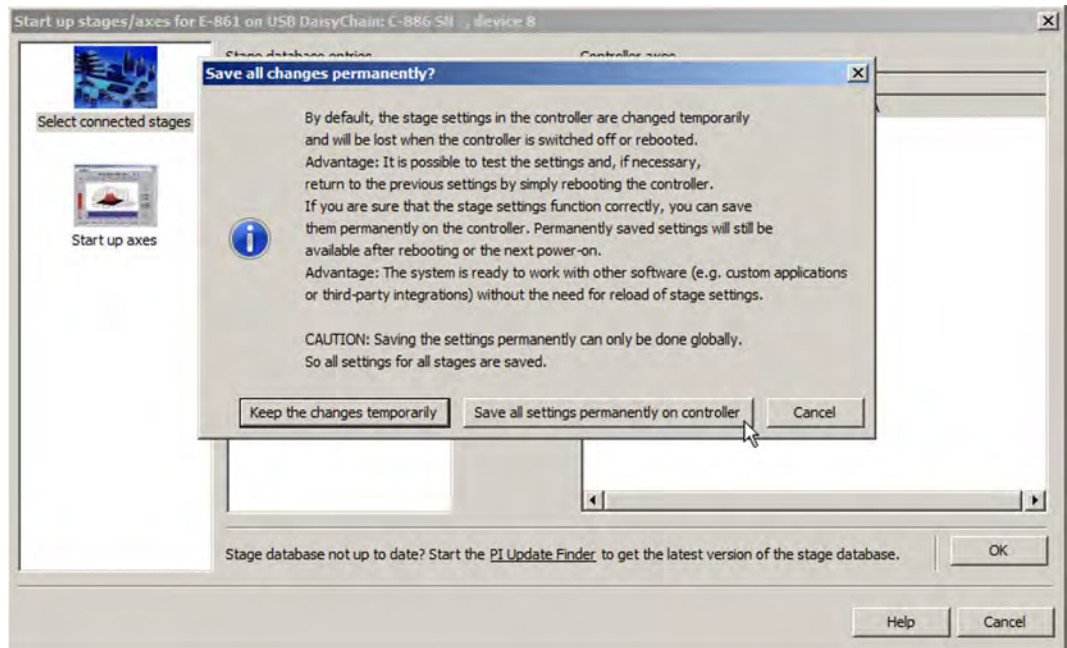 Start up stages/axes for E-861 on USB DaisyChain: C-886 SN , device 8
Stage database entries
Controller axes
Save all changes permanently?
Select connected stages
Start up axes
By default, the stage settings in the controller are changed temporarily
and will be lost when the controller is switched off or rebooted.
Advantage: It is possible to test the settings and, if necessary,
return to the previous settings by simply rebooting the controller.
If you are sure that the stage settings function correctly, you can save
them permanently on the controller. Permanently saved settings will still be
available after rebooting or the next power-on.
Advantage: The system is ready to work with other software (e.g. custom applications
or third-party integrations) without the need for reload of stage settings.
CAUTION: Saving the settings permanently can only be done globally.
So all settings for all stages are saved.
Keep the changes temporarily
Save all settings permanently on controller
Cancel
Stage database not up to date? Start the PI Update Finder to get the latest version of the stage database.
OK
Help
Cancel